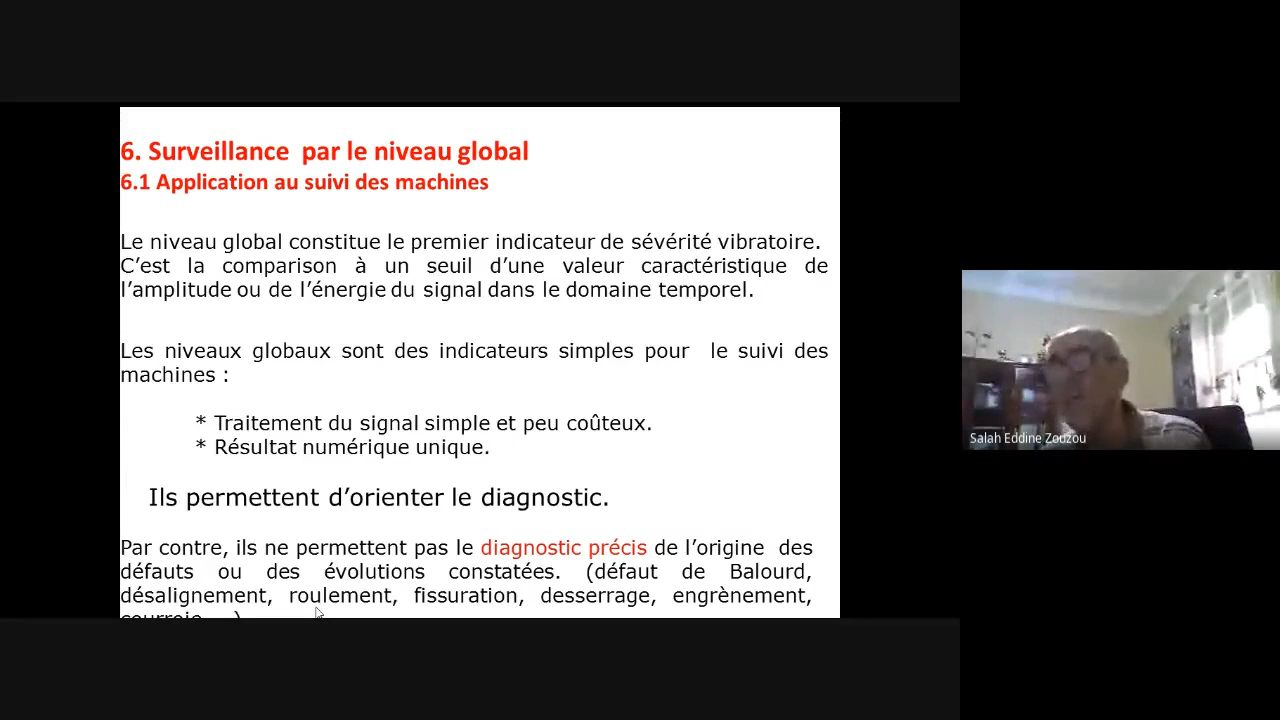 6. Surveillance par le niveau global
6.1 Application au suivi des machines
Le niveau global constitue le premier indicateur de sévérité vibratoire.
C’est la comparaison à un seuil d’une valeur caractéristique de
l’amplitude ou de l’énergie du signal dans le domaine temporel.
Les niveaux globaux sont des indicateurs simples pour le suivi des
machines :
* Traitement du signal simple et peu coûteux.
* Résultat numérique unique.
Ils permettent d’orienter le diagnostic.
Par contre, ils ne permettent pas le diagnostic précis de l’origine des
défauts ou des évolutions constatées. (défaut de Balourd,
désalignement, roulement, fissuration, desserrage, engrènement,
Salah Eddine Zouzou